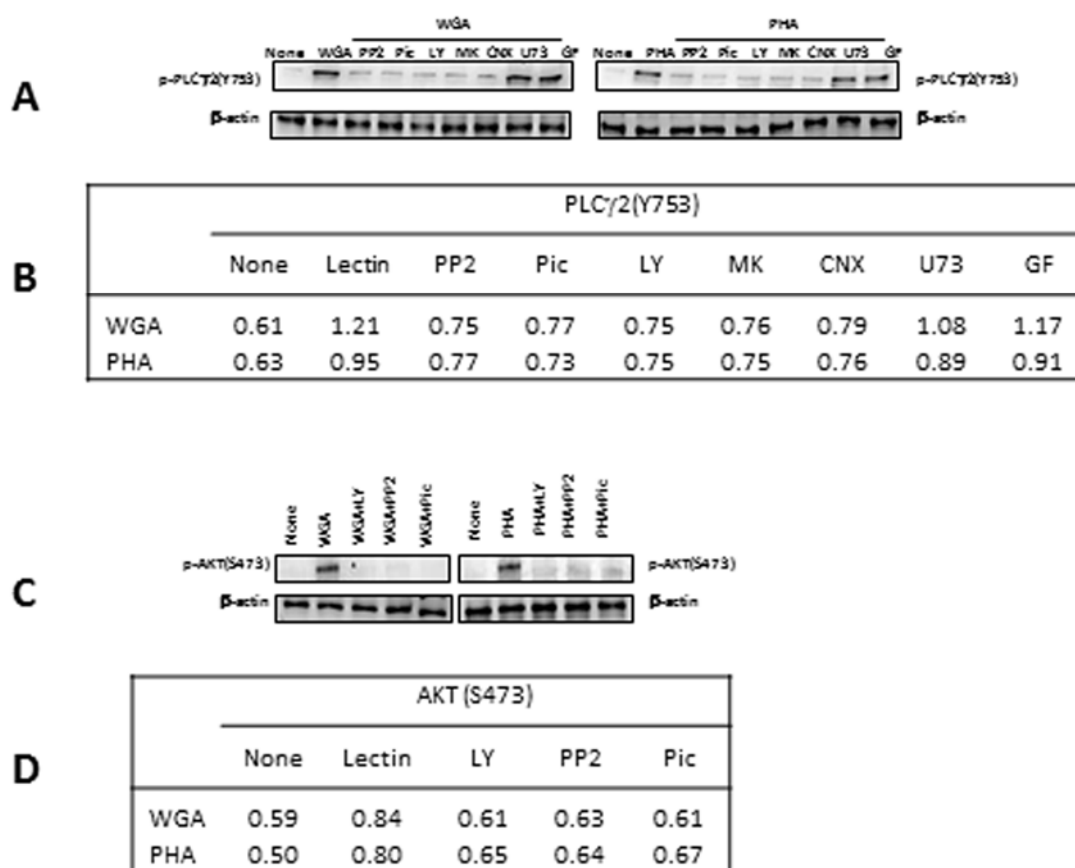 WGA PHA
None WGA PP2 Pic LY MK CNX U73 GF None PHA PP2 Pic LY MK CNX U73 GF
p-PLCγ2(Y753) p-PLCγ2(Y753)
A
β-actin β-actin
PLCγ2(Y753)
B
None Lectin PP2 Pic LY MK CNX U73 GF
WGA 0.61 1.21 0.75 0.77 0.75 0.76 0.79 1.08 1.17
PHA 0.63 0.95 0.77 0.73 0.75 0.75 0.76 0.89 0.91
None WGA WGA+LY WGA+PP2 WGA+Pic None PHA PHA+LY PHA+PP2 PHA+Pic
p-AKT(S473) p-AKT(S473)
C
β-actin β-actin
AKT (S473)
D
None Lectin LY PP2 Pic
WGA 0.59 0.84 0.61 0.63 0.61
PHA 0.50 0.80 0.65 0.64 0.67